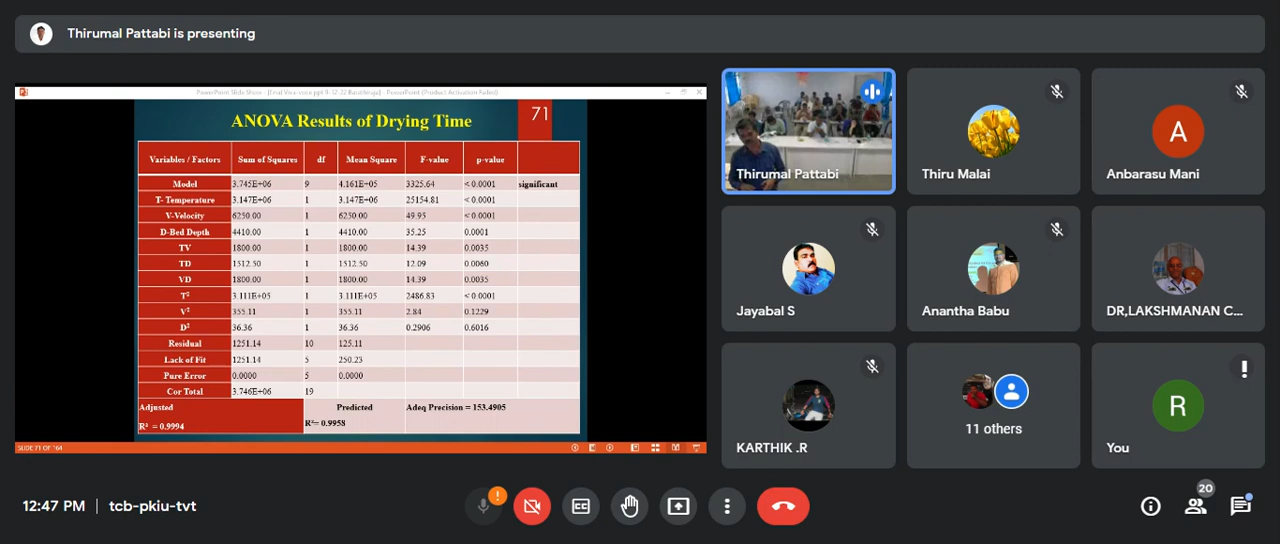 Thirumal Pattabi is presenting
71
ANOVA Results of Drying Time
Variables / Factors Sum of Squares df Mean Square F-value p-value
Model 3.745E+06 9 4.161E+05 3325.64 < 0.0001 significant
T- Temperature 3.147E+06 1 3.147E+06 25154.81 < 0.0001
V-Velocity 6250.00 1 6250.00 49.95 < 0.0001
D-Bed Depth 4410.00 1 4410.00 35.25 0.0001
TV 1800.00 1 1800.00 14.39 0.0035
TD 1512.50 1 1512.50 12.09 0.0060
VD 1800.00 1 1800.00 14.39 0.0035
T² 3.111E+05 1 3.111E+05 2486.83 < 0.0001
V² 355.11 1 355.11 2.84 0.1229
D² 36.36 1 36.36 0.2906 0.6016
Residual 1251.14 10 125.11
Lack of Fit 1251.14 5 250.23
Pure Error 0.0000 5 0.0000
Cor Total 3.746E+06 19
Adjusted Predicted Adeq Precision = 153.4905
R² = 0.9994 R²= 0.9958
SLIDE 71 OF 164
Thirumal Pattabi
Thiru Malai
A
Anbarasu Mani
Jayabal S
Anantha Babu
DR,LAKSHMANAN C...
KARTHIK .R
11 others
R
You
12:47 PM | tcb-pkiu-tvt
CC
20